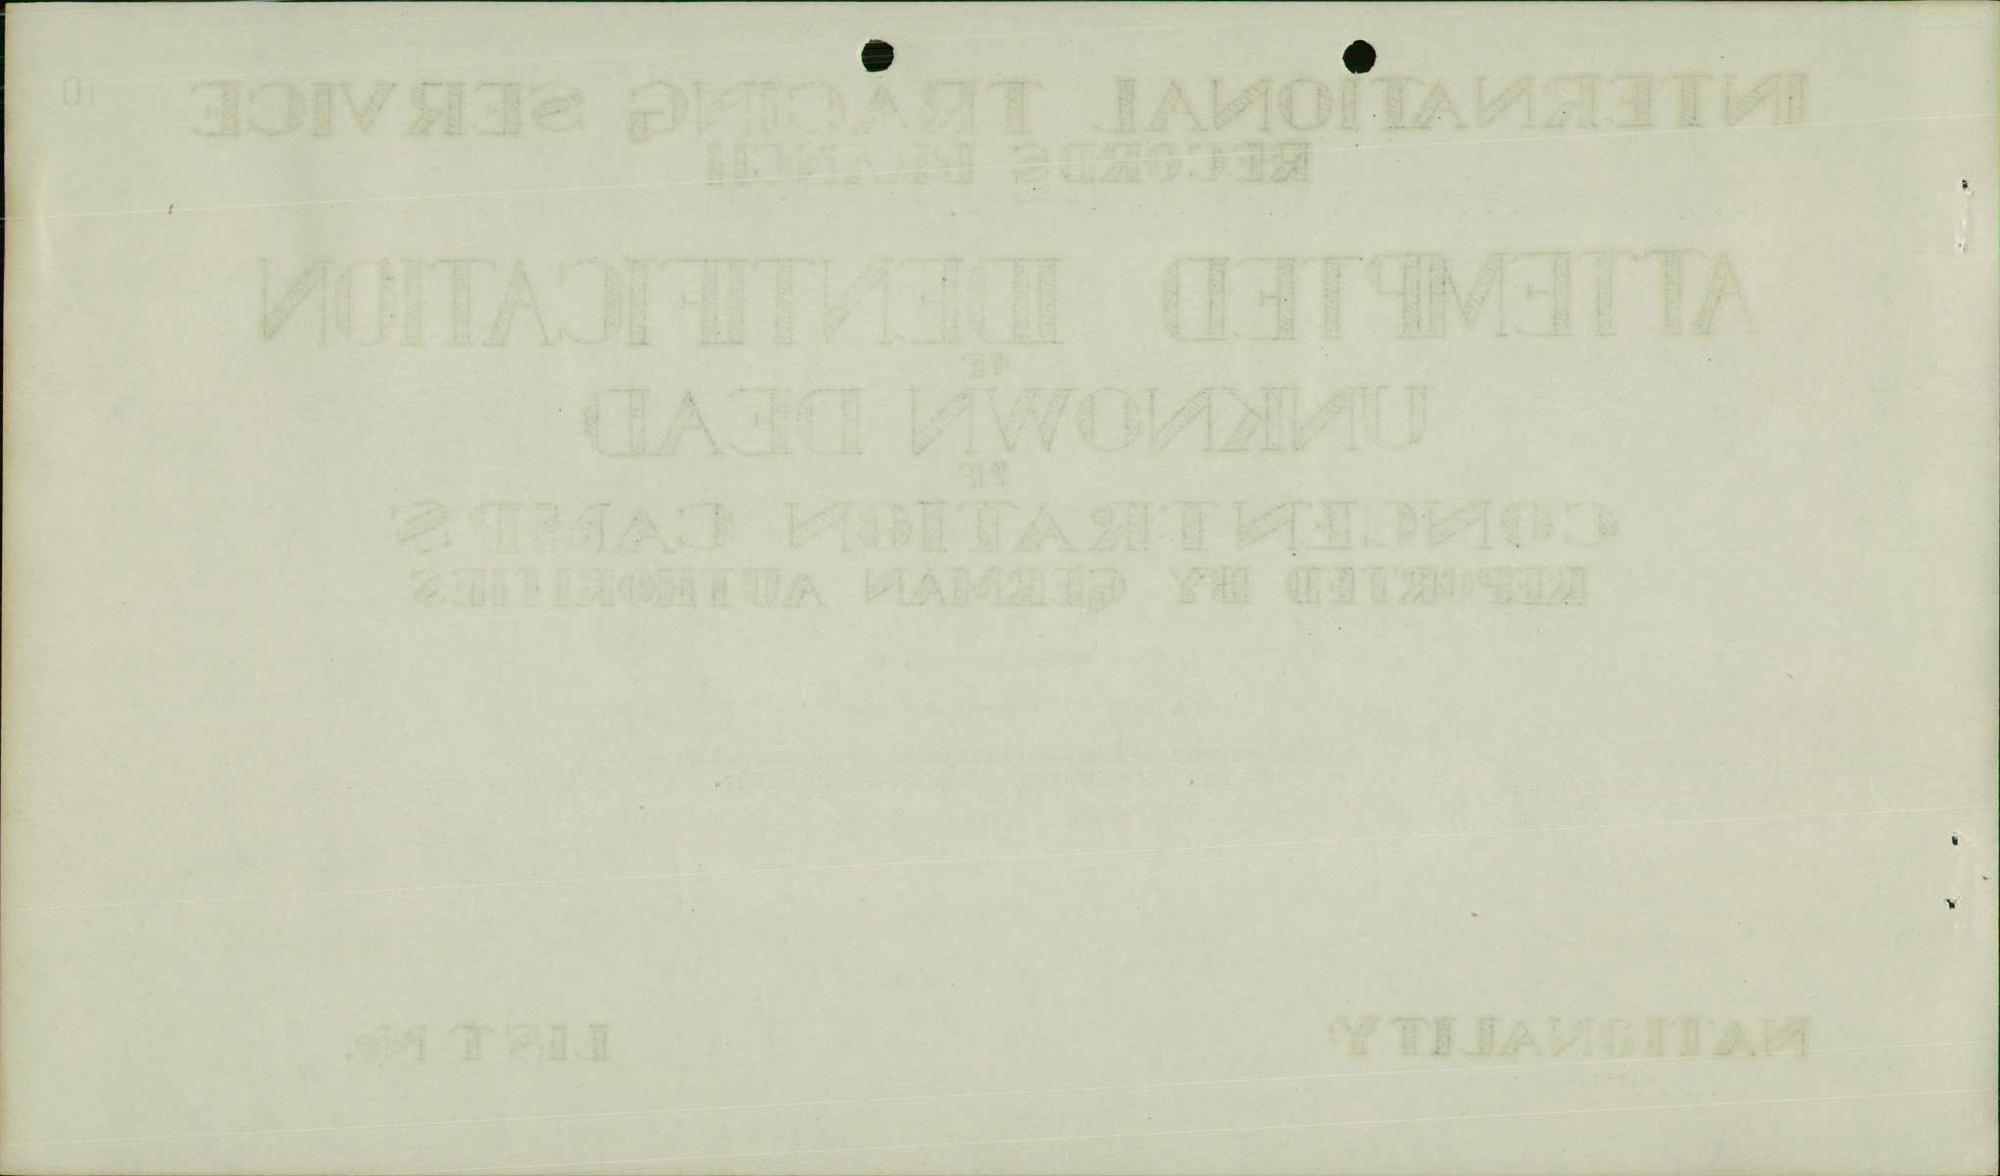 INTERNATIONAL TRACING SERVICE
RECORDS BRANCH
ATTEMPTED IDENTIFICATION
OF
UNKNOWN DEAD
OF
CONCENTRATION CAMPS
REPORTED BY GERMAN AUTHORITIES
NATIONALITY: LIST No.